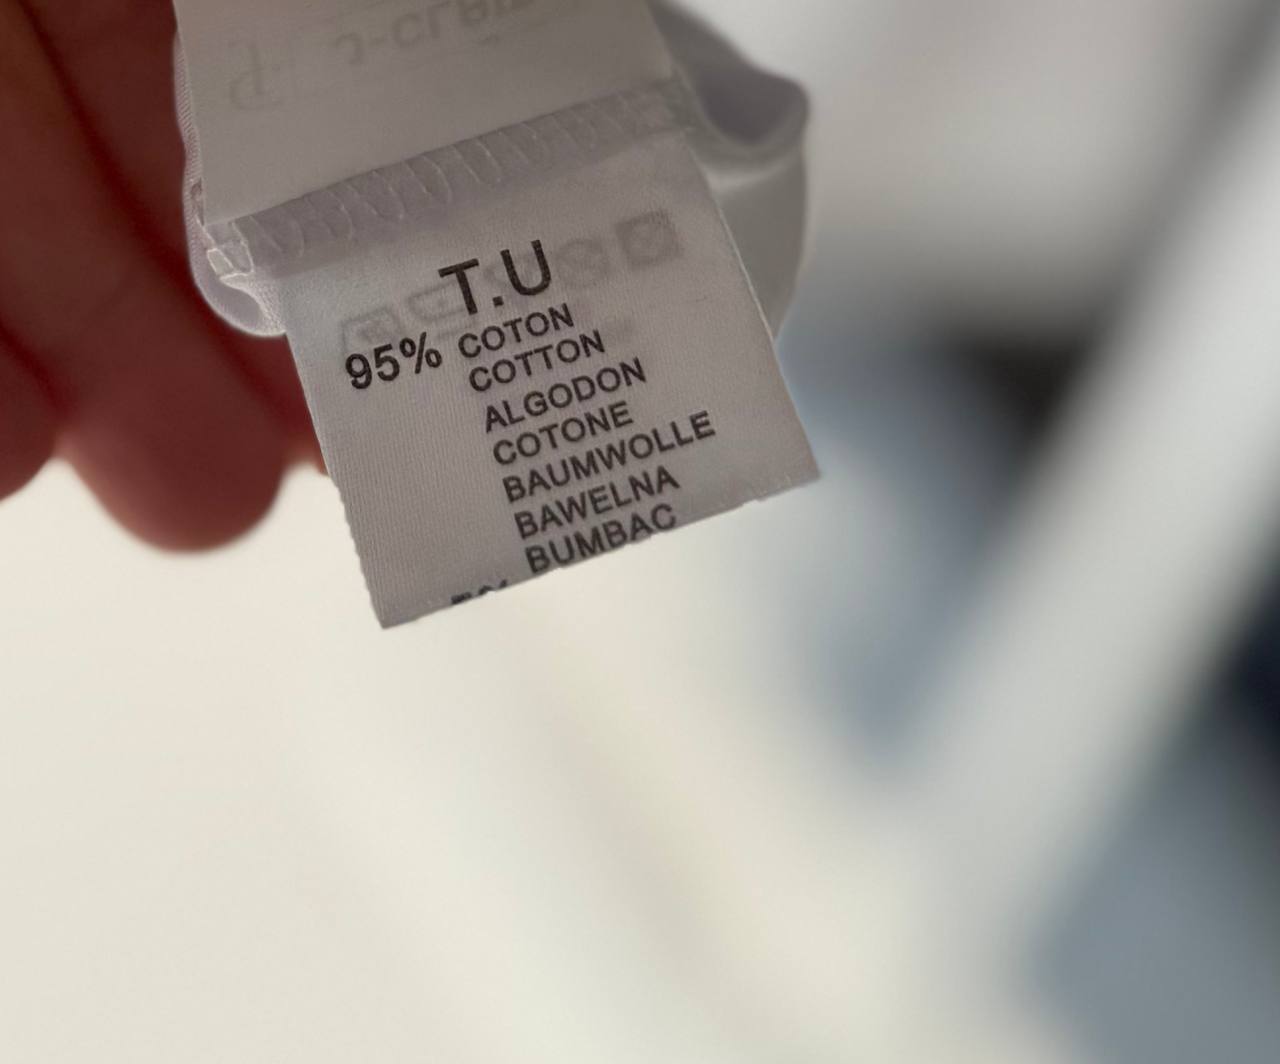 T.U
95% COTON
COTTON
ALGODON
COTONE
BAUMWOLLE
BAWELNA
BUMBAC